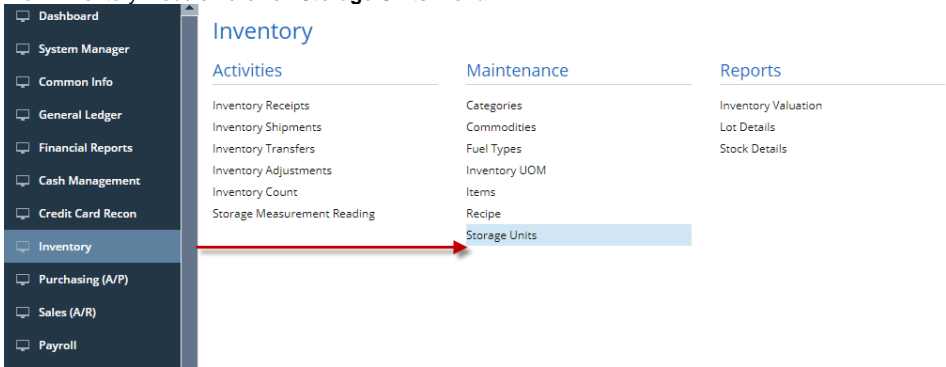 Dashboard
System Manager
Common Info
General Ledger
Financial Reports
Cash Management
Credit Card Recon
Inventory
Purchasing (A/P)
Sales (A/R)
Payroll
Inventory
Activities
Inventory Receipts
Inventory Shipments
Inventory Transfers
Inventory Adjustments
Inventory Count
Storage Measurement Reading
Maintenance
Categories
Commodities
Fuel Types
Inventory UOM
Items
Recipe
Storage Units
Reports
Inventory Valuation
Lot Details
Stock Details